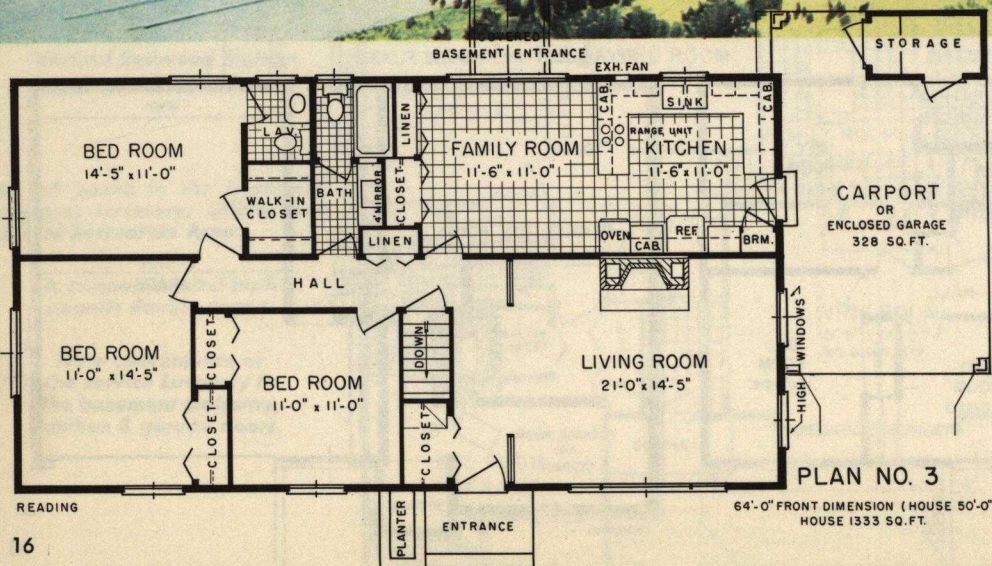 COVERED
BASEMENT ENTRANCE
EXH. FAN
STORAGE
BED ROOM
14'-5" x 11'-0"
LAV.
WALK-IN
CLOSET
BATH
4' MIRROR
LINEN
CLOSET
LINEN
FAMILY ROOM
11'-6" x 11'-0"
CAB.
SINK
CAB.
RANGE UNIT
KITCHEN
11'-6" x 11'-0"
OVEN
CAB.
REF
BRM.
CARPORT
OR
ENCLOSED GARAGE
328 SQ. FT.
HALL
BED ROOM
11'-0" x 14'-5"
CLOSET
CLOSET
BED ROOM
11'-0" x 11'-0"
DOWN
CLOSET
LIVING ROOM
21'-0" x 14'-5"
HIGH WINDOWS
READING
PLANTER
ENTRANCE
PLAN NO. 3
64'-0" FRONT DIMENSION (HOUSE 50'-0"
HOUSE 1333 SQ. FT.
16